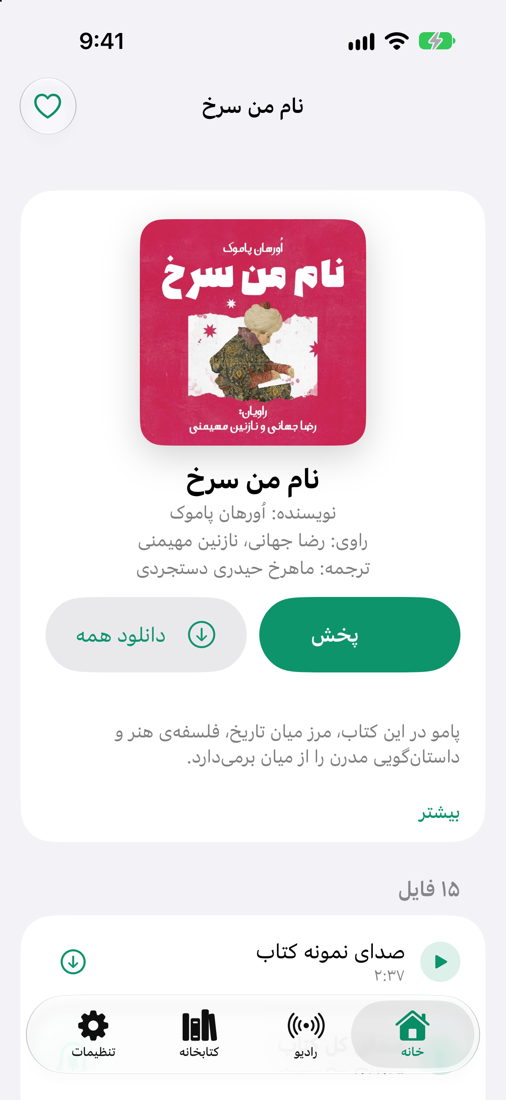 9:41
نام من سرخ
اُورهان پاموک
نام من سرخ
راویان:
رضا جهانی و نازنین مهیمنی
نام من سرخ
نویسنده: اُورهان پاموک
راوی: رضا جهانی، نازنین مهیمنی
ترجمه: ماهرخ حیدری دستجردی
پخش
دانلود همه
پامو در این کتاب، مرز میان تاریخ، فلسفه‌ی هنر و
داستان‌گویی مدرن را از میان برمی‌دارد.
بیشتر
۱۵ فایل
صدای نمونه کتاب
۲:۳۷
خانه
رادیو
کتابخانه
تنظیمات